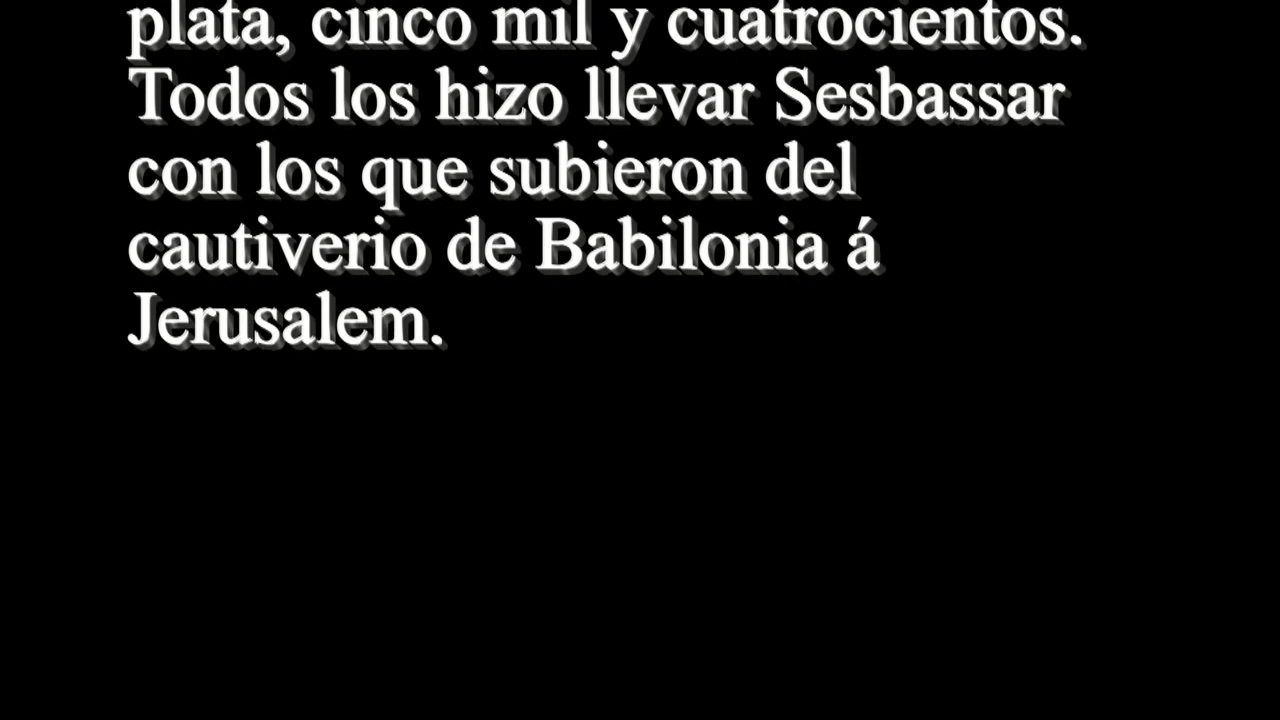 plata, cinco mil y cuatrocientos.
Todos los hizo llevar Sesbassar
con los que subieron del
cautiverio de Babilonia á
Jerusalem.